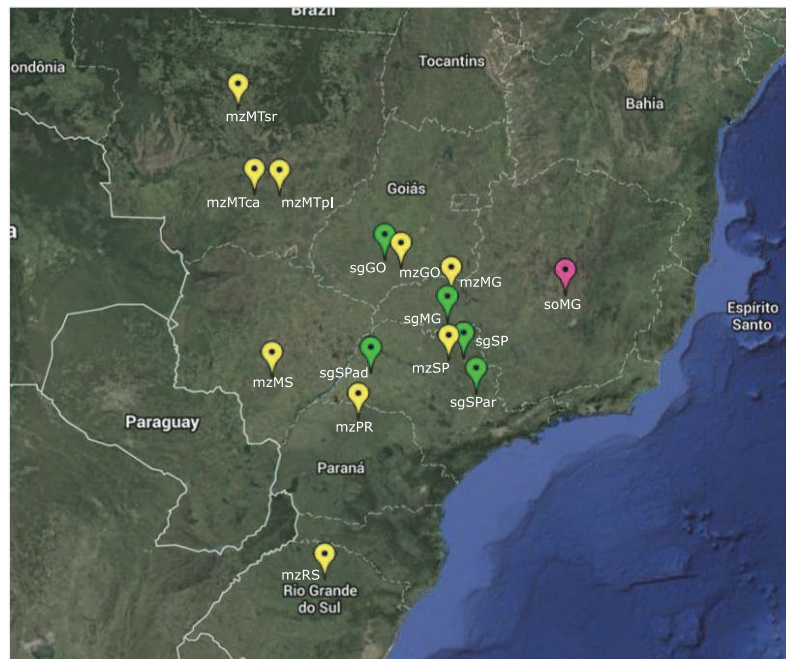 Brazil
ondônia
Tocantins
Bahia
mzMTsr
mzMTca
mzMTpl
Goiás
a
sgGO
mzGO
mzMG
soMG
sgMG
Espírito
Santo
sgSP
mzSP
sgSPad
mzMS
sgSPar
mzPR
Paraguay
Paraná
mzRS
Rio Grande
do Sul